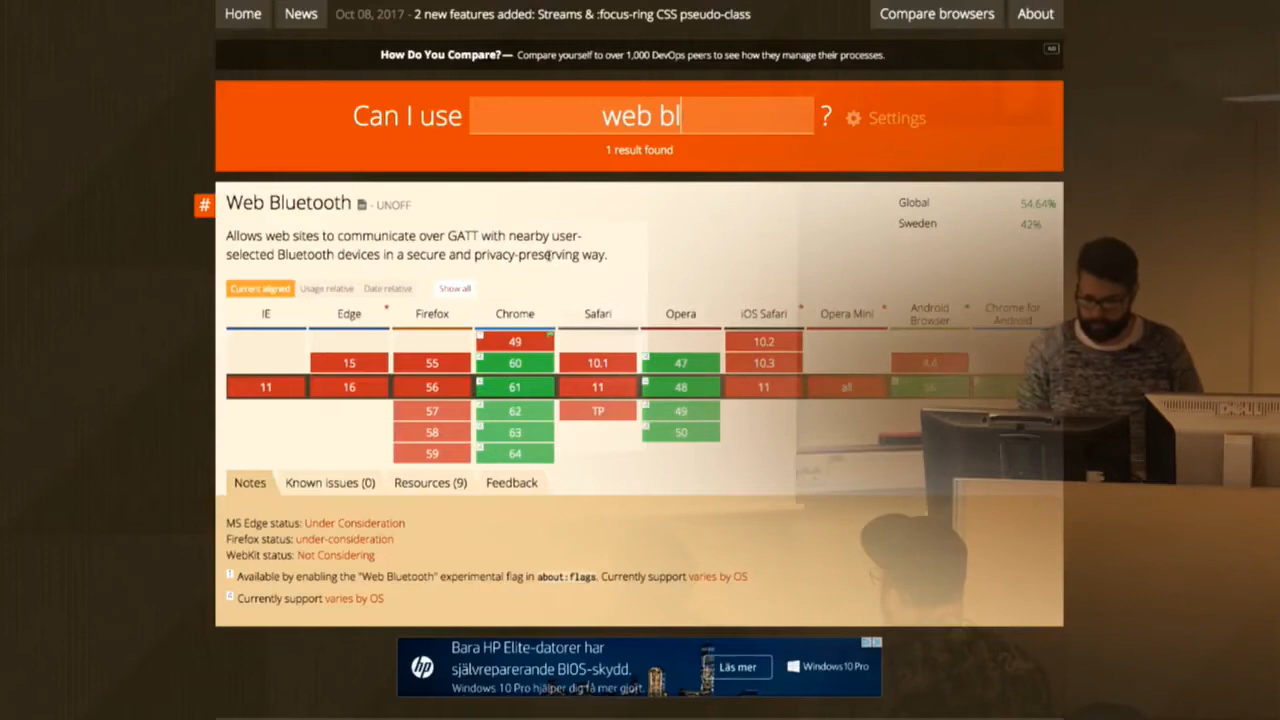 Home News Oct 08, 2017 - 2 new features added: Streams & :focus-ring CSS pseudo-class Compare browsers About
How Do You Compare?— Compare yourself to over 1,000 DevOps peers to see how they manage their processes.
Can I use web bl ? Settings
1 result found
# Web Bluetooth - UNOFF
Global 54.64%
Sweden 42%
Allows web sites to communicate over GATT with nearby user-
selected Bluetooth devices in a secure and privacy-preserving way.
Current aligned Usage relative Date relative Show all
IE Edge * Firefox Chrome Safari Opera iOS Safari * Opera Mini * Android Browser * Chrome for Android
49 10.2
15 55 60 10.1 47 10.3 4.4
11 16 56 61 11 48 11 all 56
57 62 TP 49
58 63 50
59 64
Notes Known issues (0) Resources (9) Feedback
MS Edge status: Under Consideration
Firefox status: under-consideration
WebKit status: Not Considering
1 Available by enabling the "Web Bluetooth" experimental flag in about:flags. Currently support varies by OS
Currently support varies by OS
Bara HP Elite-datorer har
självreparerande BIOS-skydd.
Windows 10 Pro hjälper dig få mer gjort.
hp
Läs mer
Windows 10 Pro
DELL